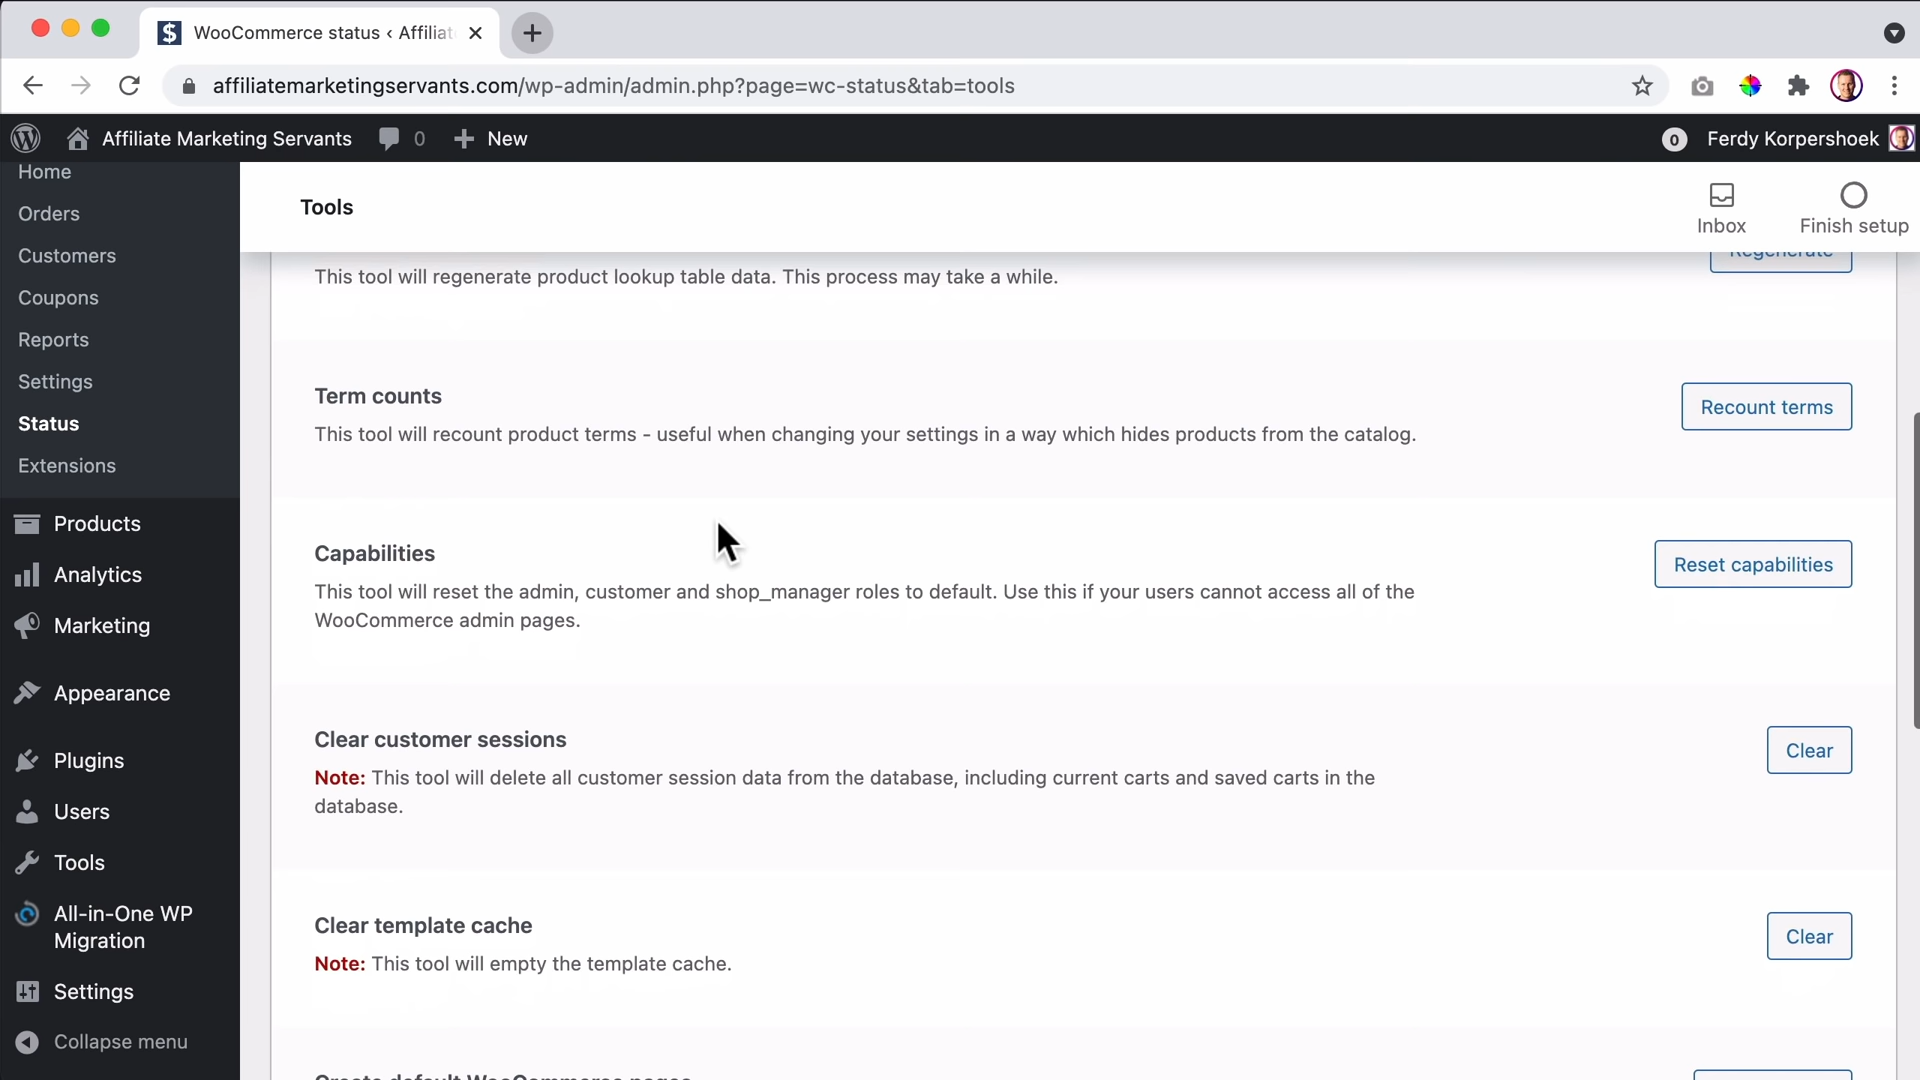 WooCommerce status ‹ Affiliat
affiliatemarketingservants.com/wp-admin/admin.php?page=wc-status&tab=tools
Affiliate Marketing Servants 0 New 0 Ferdy Korpershoek
Home
Orders
Customers
Coupons
Reports
Settings
Status
Extensions
Products
Analytics
Marketing
Appearance
Plugins
Users
Tools
All-in-One WP
Migration
Settings
Collapse menu
Tools
Inbox
Finish setup
Regenerate
This tool will regenerate product lookup table data. This process may take a while.
Term counts
Recount terms
This tool will recount product terms - useful when changing your settings in a way which hides products from the catalog.
Capabilities
Reset capabilities
This tool will reset the admin, customer and shop_manager roles to default. Use this if your users cannot access all of the
WooCommerce admin pages.
Clear customer sessions
Clear
Note: This tool will delete all customer session data from the database, including current carts and saved carts in the
database.
Clear template cache
Clear
Note: This tool will empty the template cache.
Create default WooCommerce pages